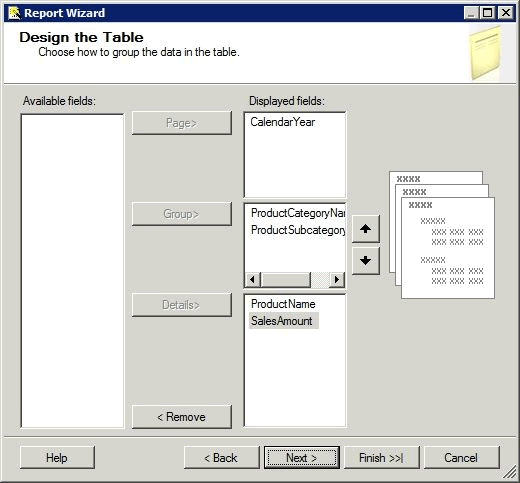 Report Wizard
Design the Table
Choose how to group the data in the table.
Available fields:
Displayed fields:
Page>
CalendarYear
Group>
ProductCategoryNa
ProductSubcategory
Details>
ProductName
SalesAmount
< Remove
xxxx
xxxx
xxxx
xxxxx
xxx xxx xxx
xxx xxx xxx
xxxxx
xxx xxx xxx
xxx xxx xxx
Help
< Back
Next >
Finish >>|
Cancel